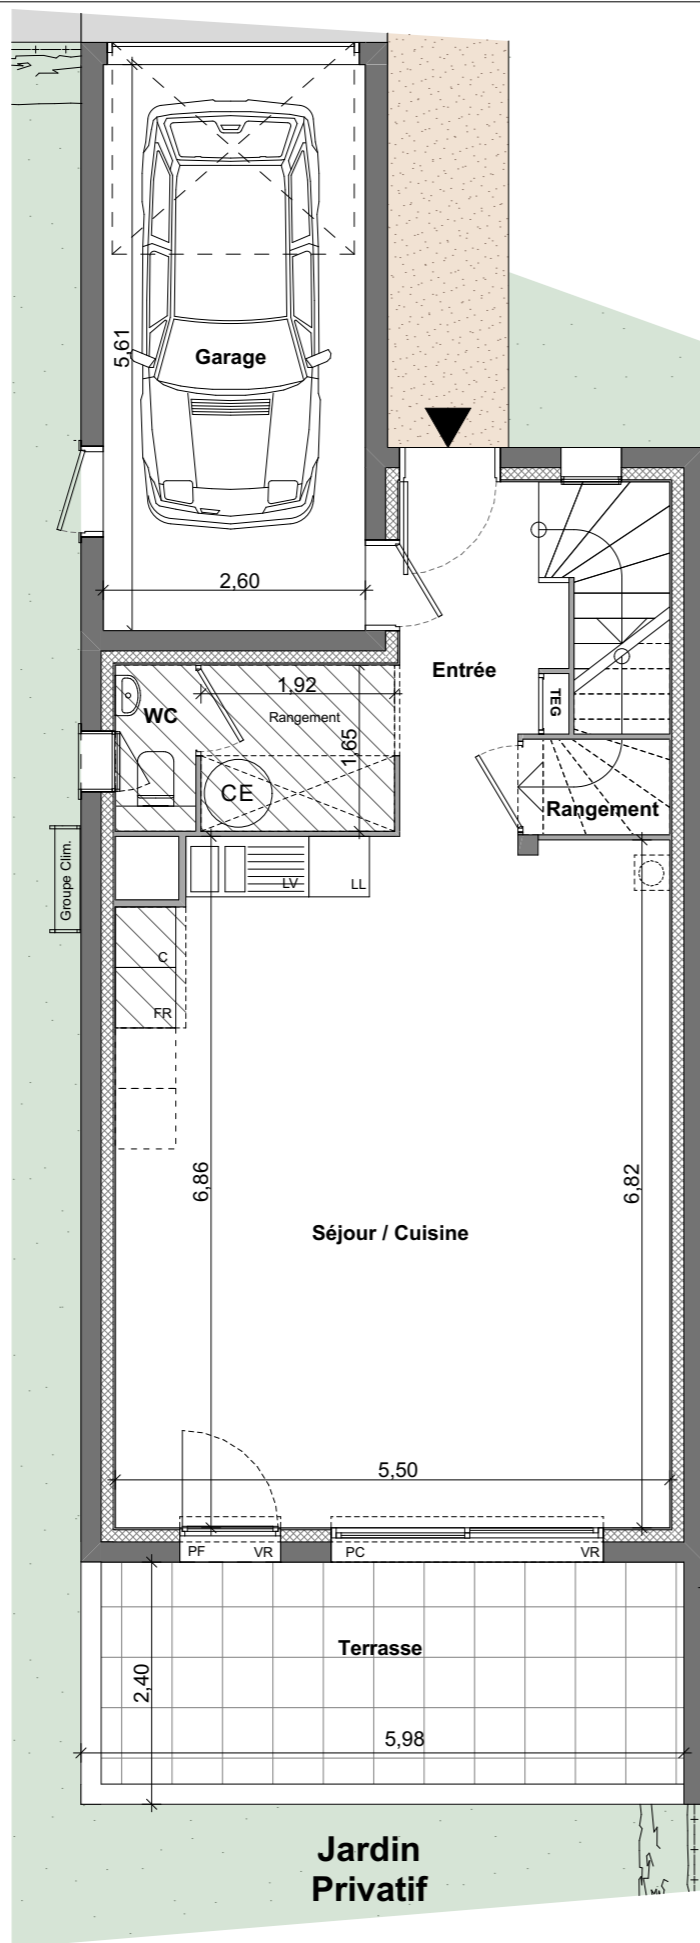 5,61
Garage
2,60
Entrée
1,92
WC
Rangement
1,65
TEG
CE
Rangement
Groupe Clim.
LV
LL
C
FR
6,86
6,82
Séjour / Cuisine
5,50
PF
VR
PC
VR
Terrasse
2,40
5,98
Jardin
Privatif